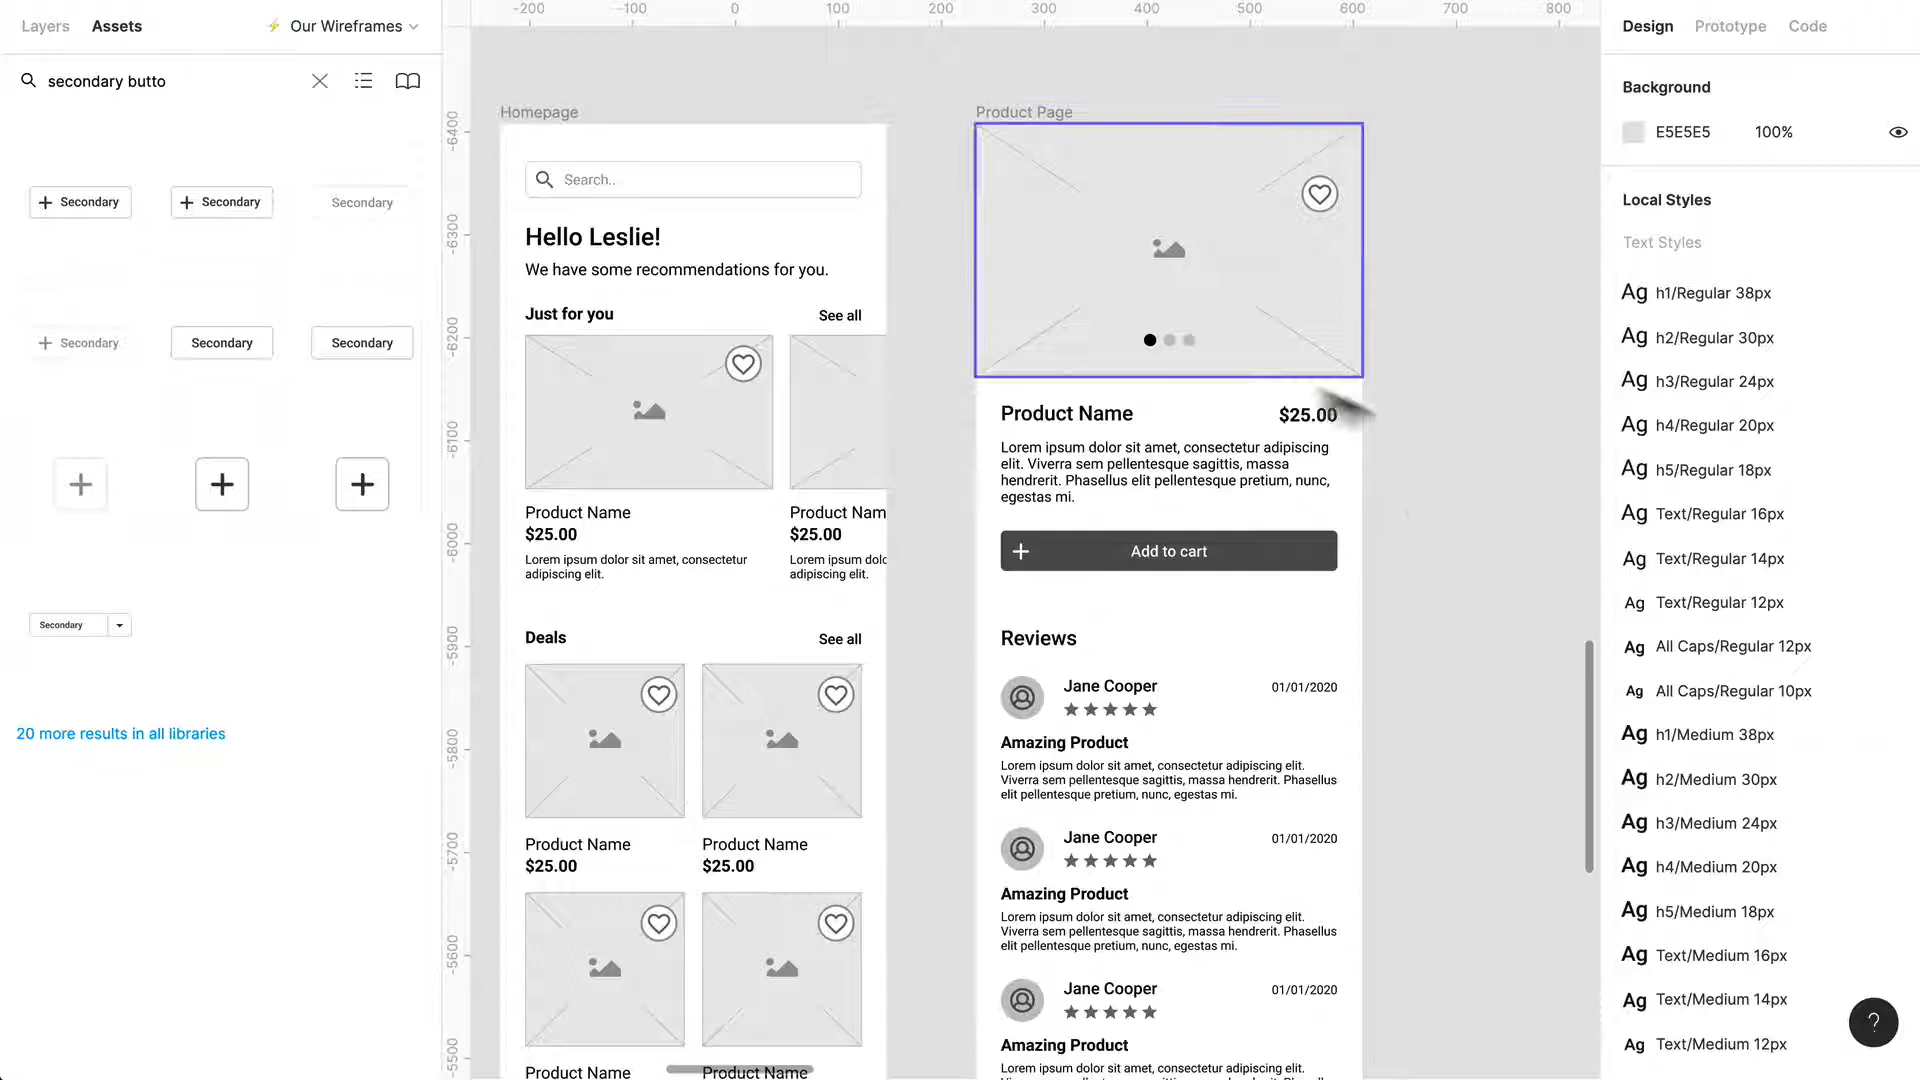 Layers
Assets
Our Wireframes
secondary butto
Secondary
Secondary
Secondary
Secondary
Secondary
Secondary
Secondary
20 more results in all libraries
-200
-100
0
100
200
300
400
500
600
700
800
-6400
-6300
-6200
-6100
-6000
-5900
-5800
-5700
-5600
-5500
Homepage
Search..
Hello Leslie!
We have some recommendations for you.
Just for you
See all
Product Name
$25.00
Lorem ipsum dolor sit amet, consectetur
adipiscing elit.
Product Nam
$25.00
Lorem ipsum dolo
adipiscing elit.
Deals
See all
Product Name
$25.00
Product Name
$25.00
Product Name
Product Name
Product Page
Product Name
$25.00
Lorem ipsum dolor sit amet, consectetur adipiscing
elit. Viverra sem pellentesque sagittis, massa
hendrerit. Phasellus elit pellentesque pretium, nunc,
egestas mi.
Add to cart
Reviews
Jane Cooper
01/01/2020
Amazing Product
Lorem ipsum dolor sit amet, consectetur adipiscing elit.
Viverra sem pellentesque sagittis, massa hendrerit. Phasellus
elit pellentesque pretium, nunc, egestas mi.
Jane Cooper
01/01/2020
Amazing Product
Lorem ipsum dolor sit amet, consectetur adipiscing elit.
Viverra sem pellentesque sagittis, massa hendrerit. Phasellus
elit pellentesque pretium, nunc, egestas mi.
Jane Cooper
01/01/2020
Amazing Product
Lorem ipsum dolor sit amet, consectetur adipiscing elit.
Design
Prototype
Code
Background
E5E5E5
100%
Local Styles
Text Styles
Ag h1/Regular 38px
Ag h2/Regular 30px
Ag h3/Regular 24px
Ag h4/Regular 20px
Ag h5/Regular 18px
Ag Text/Regular 16px
Ag Text/Regular 14px
Ag Text/Regular 12px
Ag All Caps/Regular 12px
Ag All Caps/Regular 10px
Ag h1/Medium 38px
Ag h2/Medium 30px
Ag h3/Medium 24px
Ag h4/Medium 20px
Ag h5/Medium 18px
Ag Text/Medium 16px
Ag Text/Medium 14px
Ag Text/Medium 12px
?